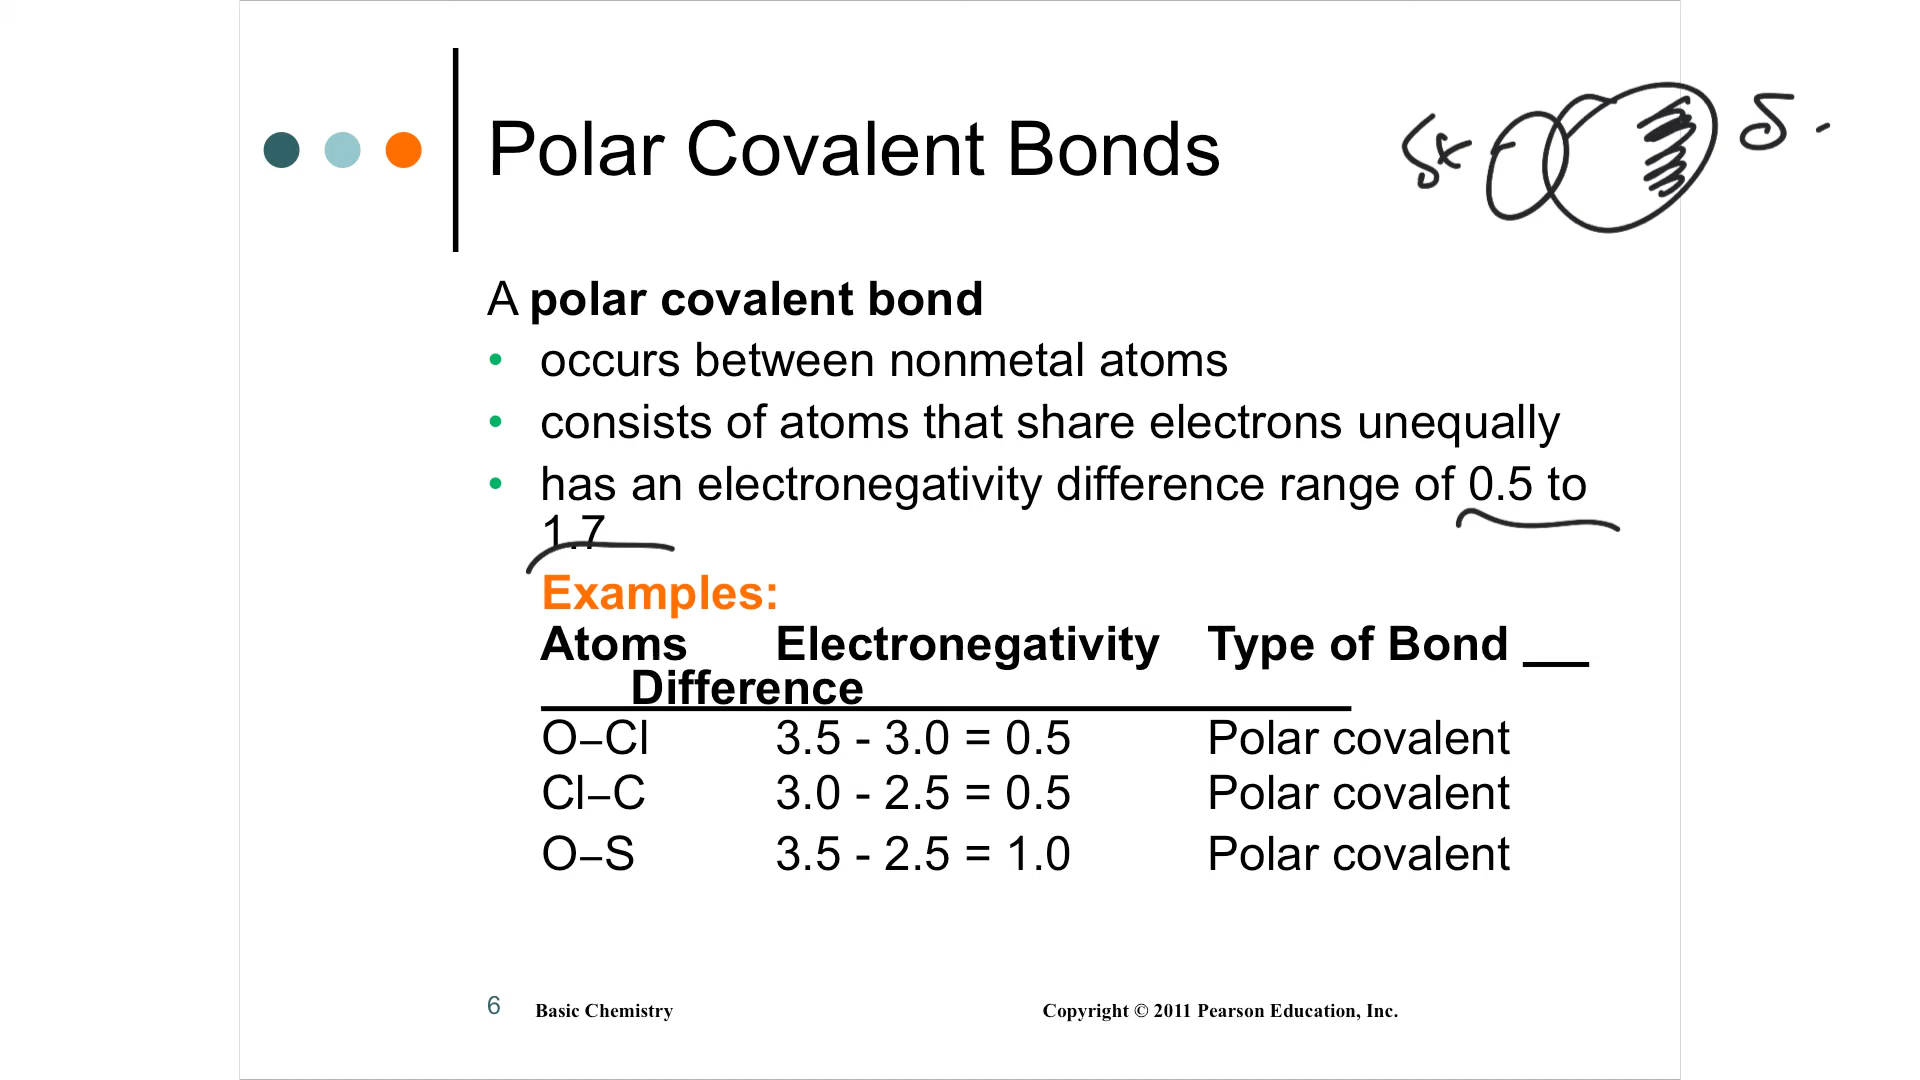 Polar Covalent Bonds
δ+
δ -
A polar covalent bond
• occurs between nonmetal atoms
• consists of atoms that share electrons unequally
• has an electronegativity difference range of 0.5 to
1.7
Examples:
Atoms Electronegativity Type of Bond
Difference
O–Cl 3.5 - 3.0 = 0.5 Polar covalent
Cl–C 3.0 - 2.5 = 0.5 Polar covalent
O–S 3.5 - 2.5 = 1.0 Polar covalent
6 Basic Chemistry Copyright © 2011 Pearson Education, Inc.